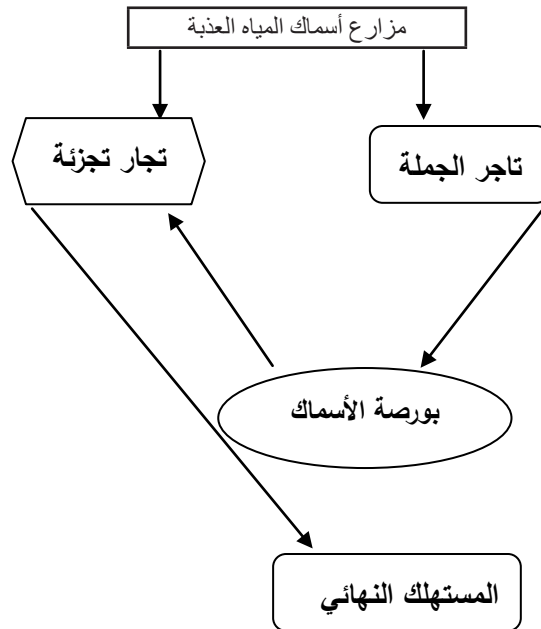 مزارع أسماك المياه العذبة
تجار تجزئة
تاجر الجملة
بورصة الأسماك
المستهلك النهائي